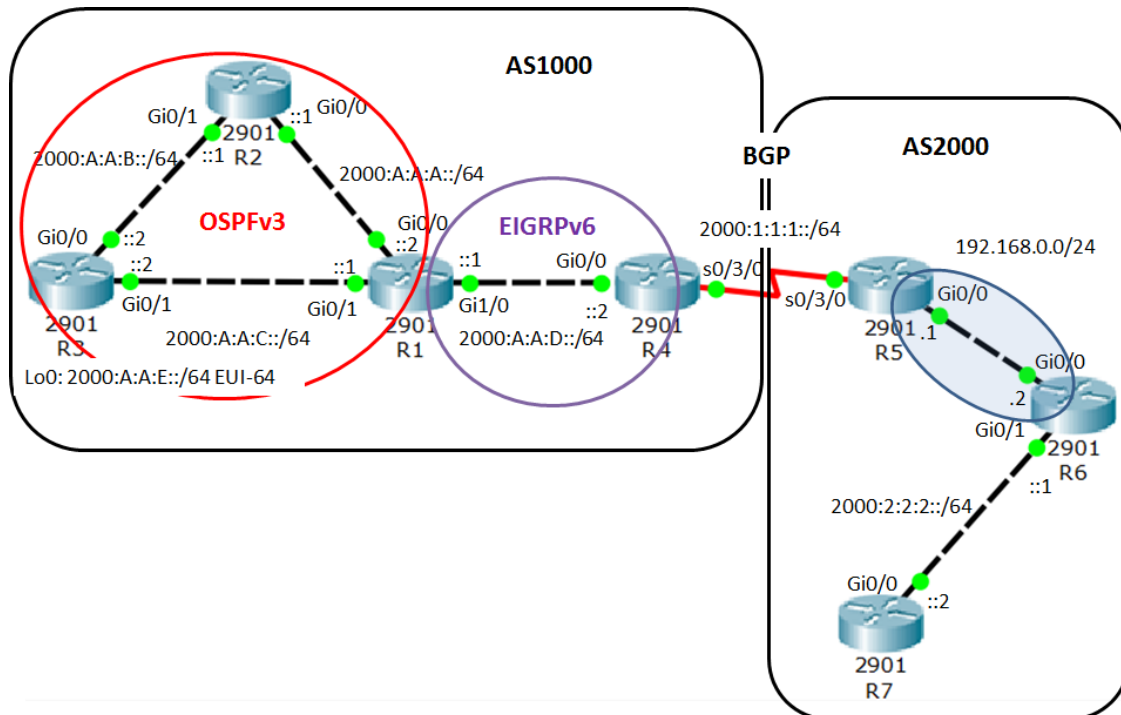 AS1000
AS2000
BGP
OSPFv3
EIGRPv6
Gi0/1
Gi0/0
::1
::1
2901
R2
2000:A:A:B::/64
2000:A:A:A::/64
Gi0/0
::2
::2
Gi0/1
2901
R3
2000:A:A:C::/64
Lo0: 2000:A:A:E::/64 EUI-64
Gi0/0
::2
::1
Gi0/1
2901
R1
::1
Gi1/0
2000:A:A:D::/64
Gi0/0
::2
2901
R4
s0/3/0
2000:1:1:1::/64
s0/3/0
2901
R5
192.168.0.0/24
Gi0/0
.1
Gi0/0
.2
Gi0/1
2901
R6
::1
2000:2:2:2::/64
Gi0/0
::2
2901
R7